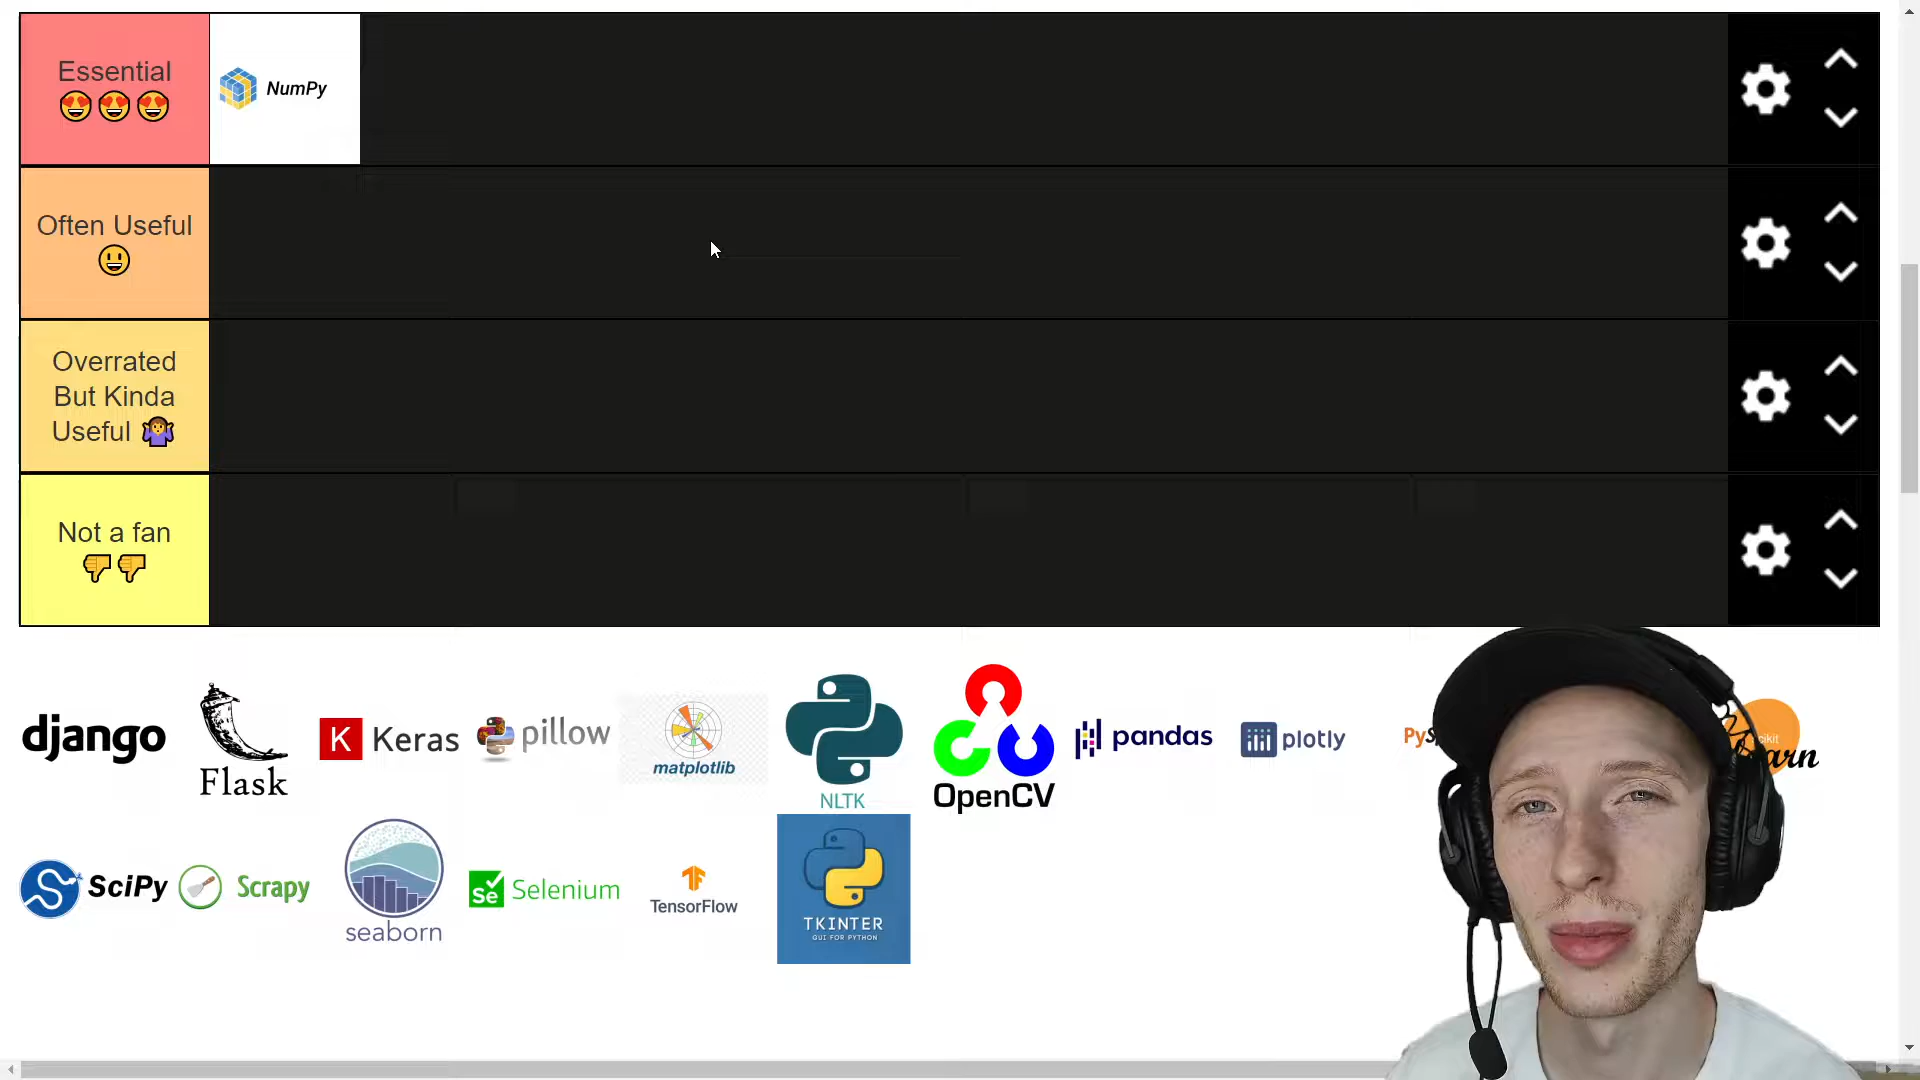 Essential
NumPy
Often Useful
Overrated
But Kinda
Useful
Not a fan
django
Flask
K Keras
pillow
matplotlib
NLTK
OpenCV
pandas
plotly
SciPy
Scrapy
seaborn
Se Selenium
TensorFlow
TKINTER
GUI FOR PYTHON